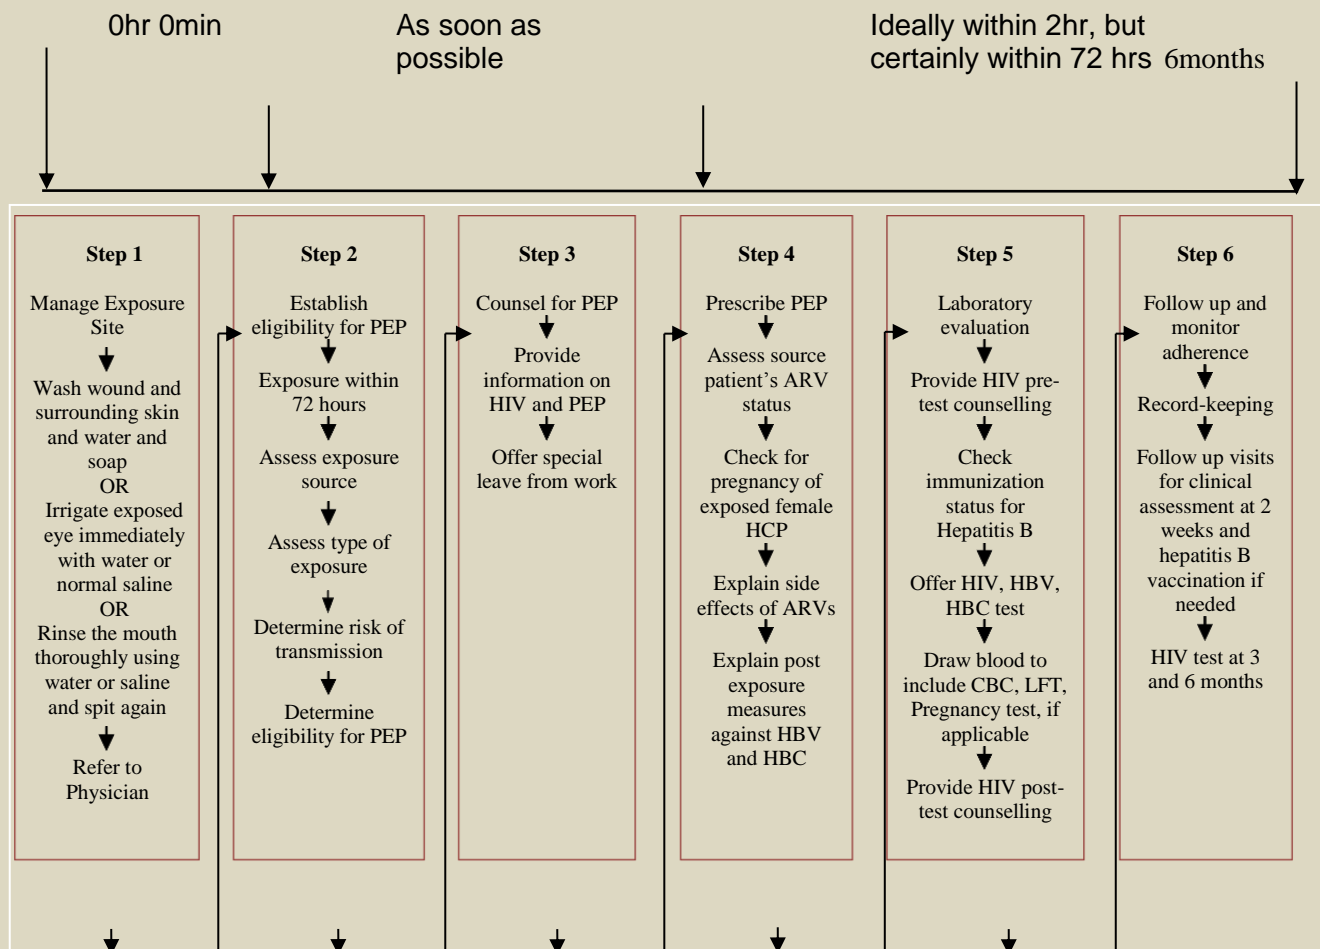 0hr 0min
As soon as
possible
Ideally within 2hr, but
certainly within 72 hrs 6months
Step 1
Manage Exposure
Site
Wash wound and
surrounding skin
and water and
soap
OR
Irrigate exposed
eye immediately
with water or
normal saline
OR
Rinse the mouth
thoroughly using
water or saline
and spit again
Refer to
Physician
Step 2
Establish
eligibility for PEP
Exposure within
72 hours
Assess exposure
source
Assess type of
exposure
Determine risk of
transmission
Determine
eligibility for PEP
Step 3
Counsel for PEP
Provide
information on
HIV and PEP
Offer special
leave from work
Step 4
Prescribe PEP
Assess source
patient's ARV
status
Check for
pregnancy of
exposed female
HCP
Explain side
effects of ARVs
Explain post
exposure
measures
against HBV
and HBC
Step 5
Laboratory
evaluation
Provide HIV pre-
test counselling
Check
immunization
status for
Hepatitis B
Offer HIV, HBV,
HBC test
Draw blood to
include CBC, LFT,
Pregnancy test, if
applicable
Provide HIV post-
test counselling
Step 6
Follow up and
monitor
adherence
Record-keeping
Follow up visits
for clinical
assessment at 2
weeks and
hepatitis B
vaccination if
needed
HIV test at 3
and 6 months